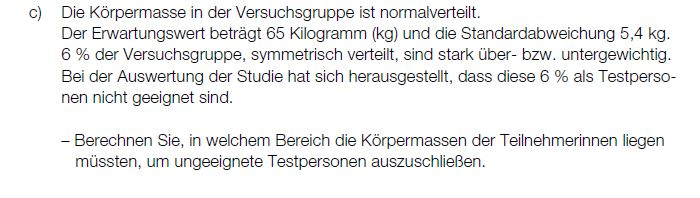 c) Die Körpermasse in der Versuchsgruppe ist normalverteilt.
Der Erwartungswert beträgt 65 Kilogramm (kg) und die Standardabweichung 5,4 kg.
6 % der Versuchsgruppe, symmetrisch verteilt, sind stark über- bzw. untergewichtig.
Bei der Auswertung der Studie hat sich herausgestellt, dass diese 6 % als Testperso-
nen nicht geeignet sind.
– Berechnen Sie, in welchem Bereich die Körpermassen der Teilnehmerinnen liegen
müssten, um ungeeignete Testpersonen auszuschließen.